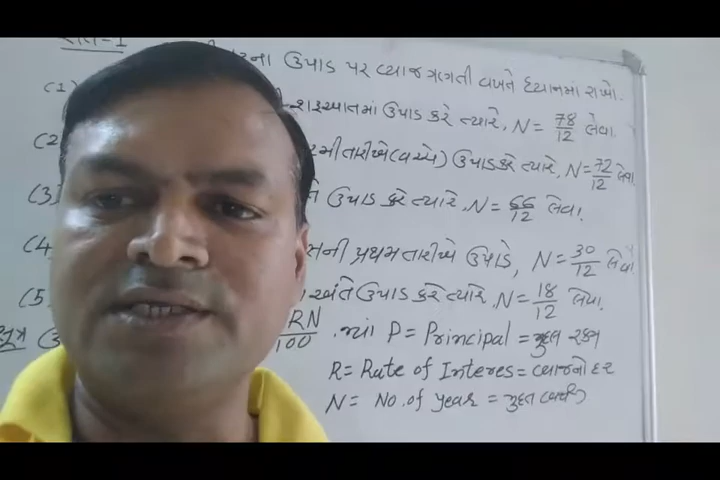 રીત-1
ના ઉપાડ પર વ્યાજ ગણતી વખતે ધ્યાનમાં રાખો.
(1) શરૂઆતમાં ઉપાડ કરે ત્યારે, N = 78/12 લેવા.
(2) મી તારીખે (વચ્ચે) ઉપાડ કરે ત્યારે, N = 72/12 લેવા.
(3) ઉપાડ કરે ત્યારે, N = 66/12 લેવા.
(4 પ્રથમ તારીખે ઉપાડે, N = 30/12 લેવા
(5 અંતે ઉપાડ કરે ત્યારે, N = 18/12 લેવા.
સૂત્ર RN/100 જ્યાં P = Principal = મુદ્દલ રકમ
R = Rate of Interes = વ્યાજનો દર
N = No. of year = મુદત